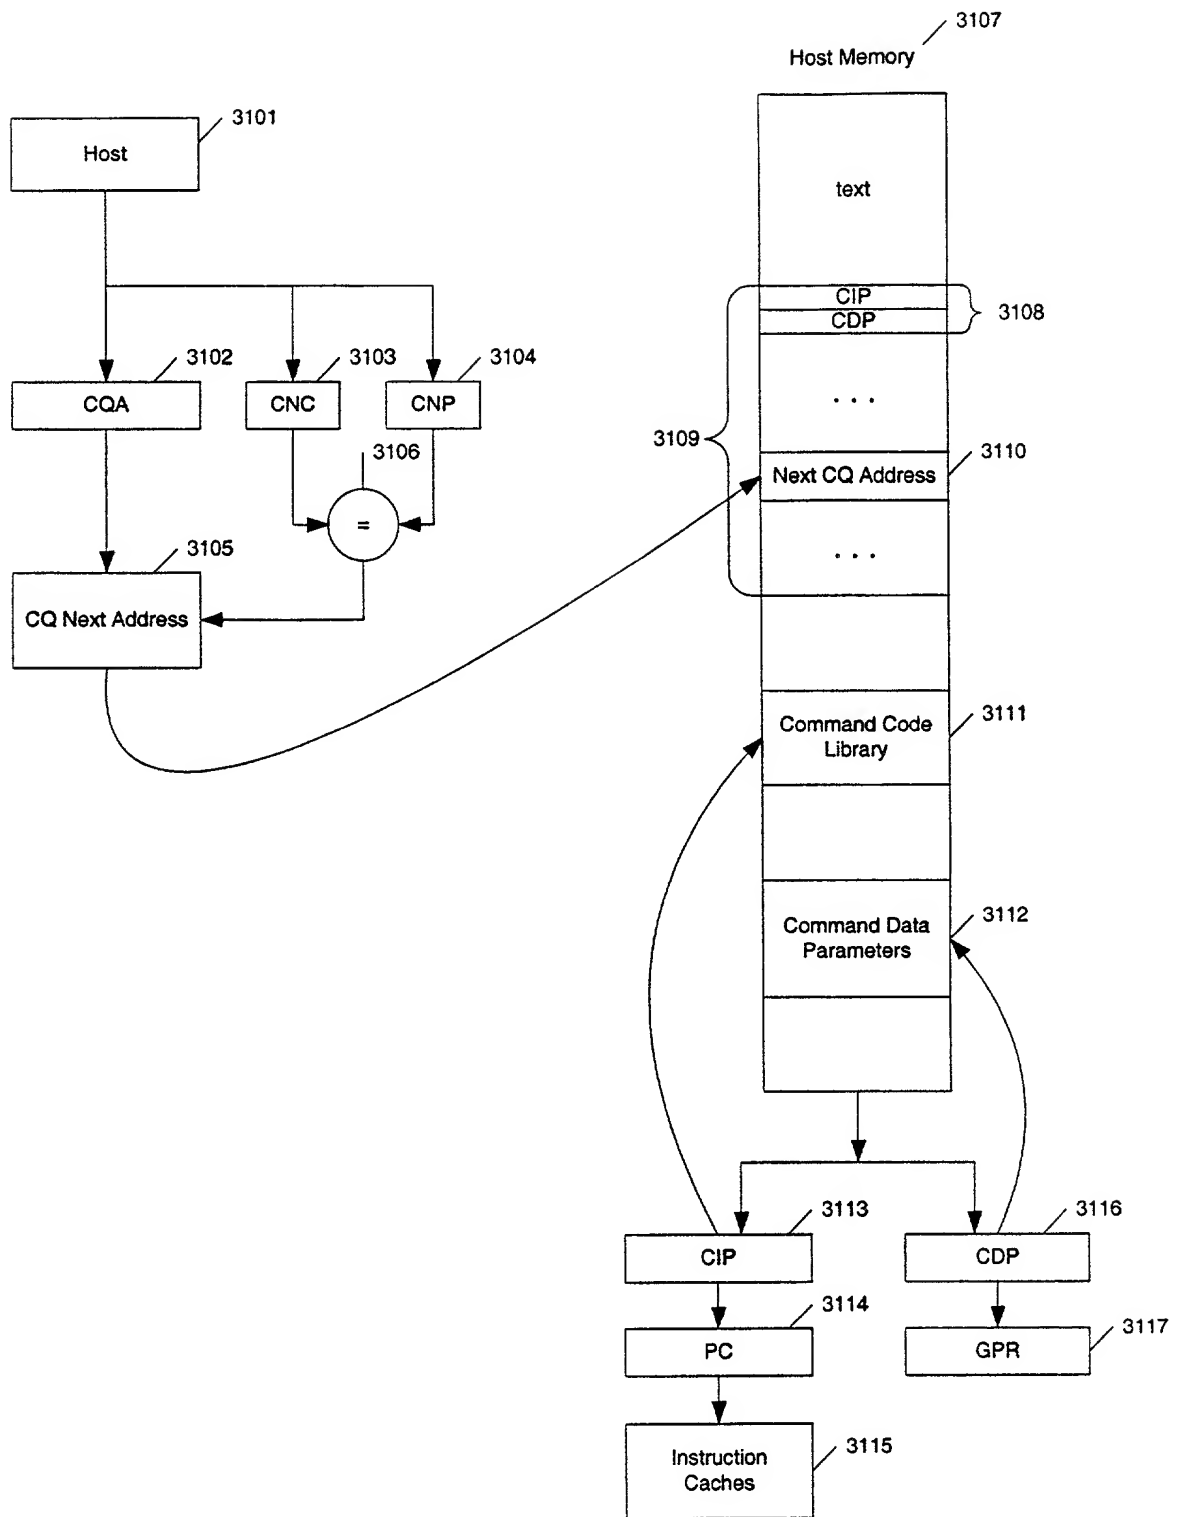 3107
Host Memory
3101
Host
text
CIP
CDP
3108
3102
3103
3104
CQA
CNC
CNP
. . .
3109
3106
3110
Next CQ Address
=
3105
. . .
CQ Next Address
3111
Command Code
Library
3112
Command Data
Parameters
3113
3116
CIP
CDP
3114
3117
PC
GPR
3115
Instruction
Caches